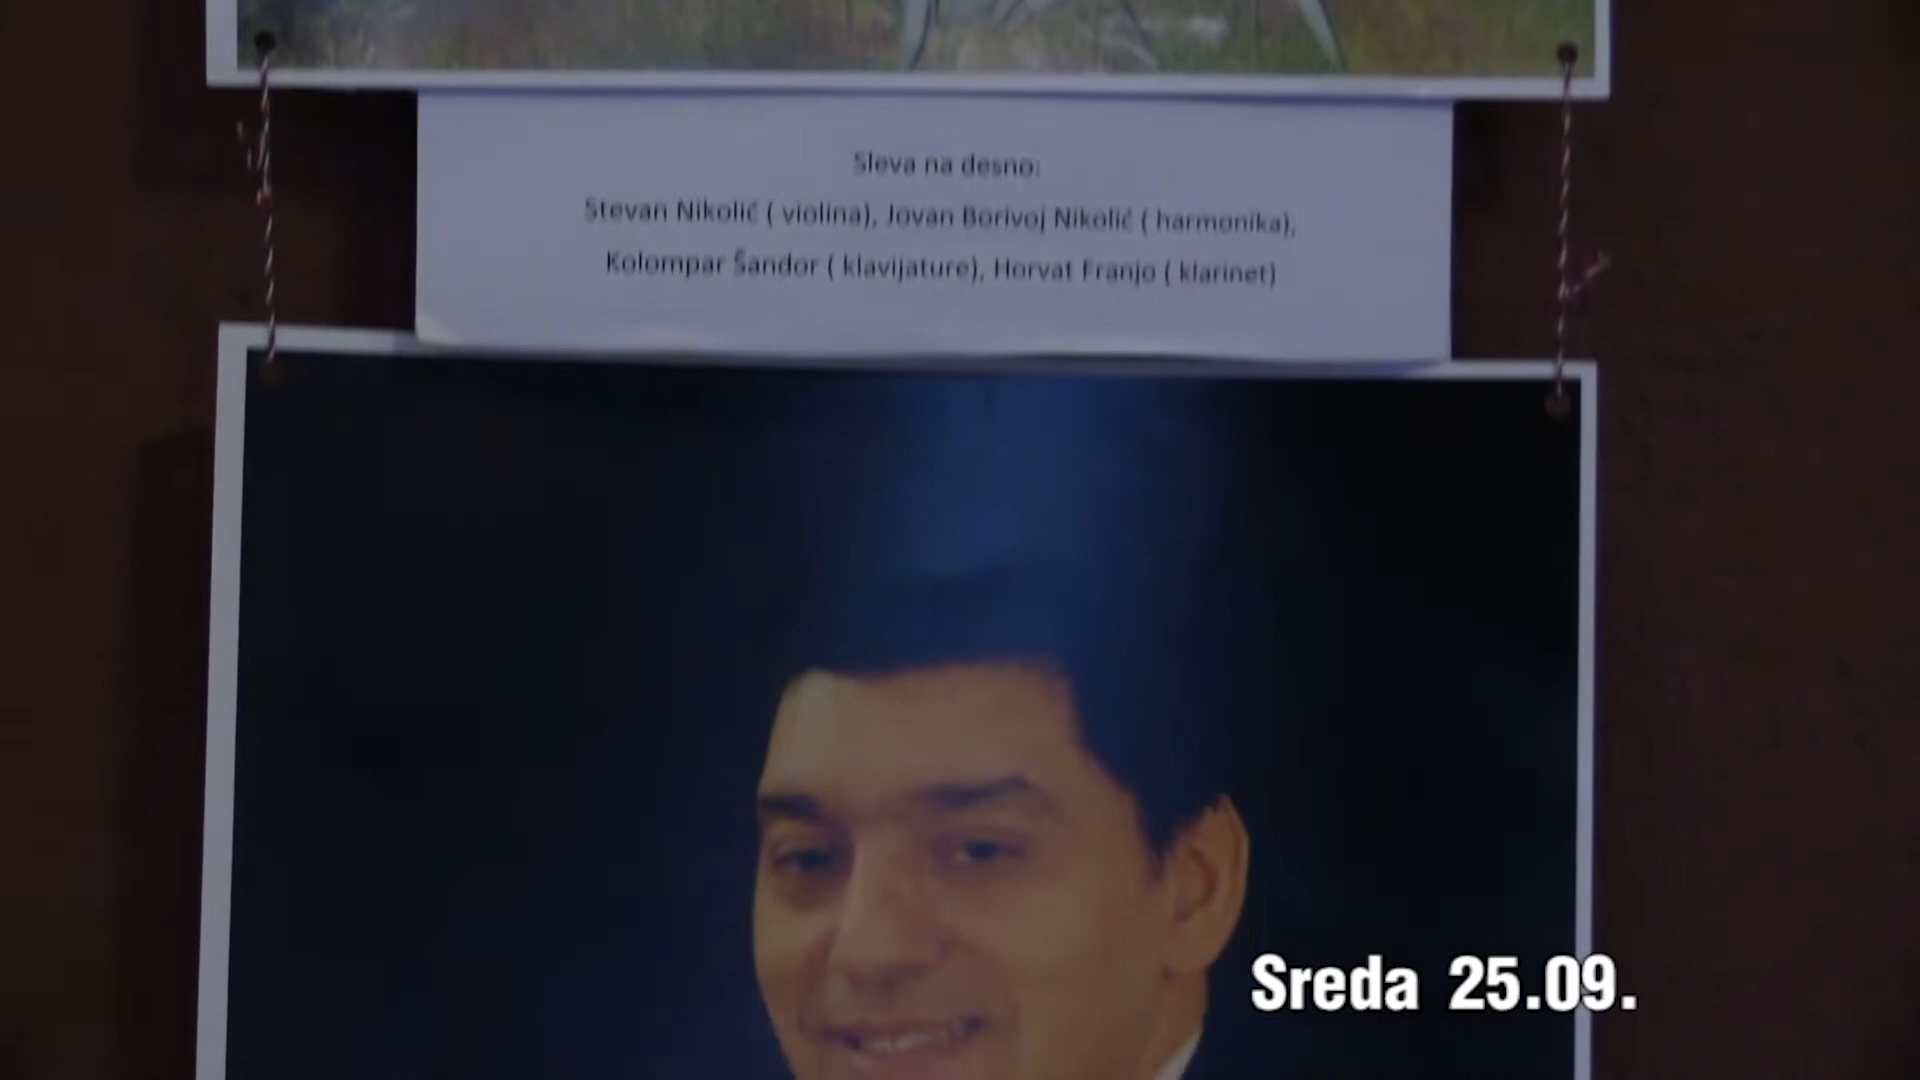 Sleva na desno:
Stevan Nikolić ( violina), Jovan Borivoj Nikolić ( harmonika),
Kolompar Šandor ( klavijature), Horvat Franjo ( klarinet)
Sreda 25.09.